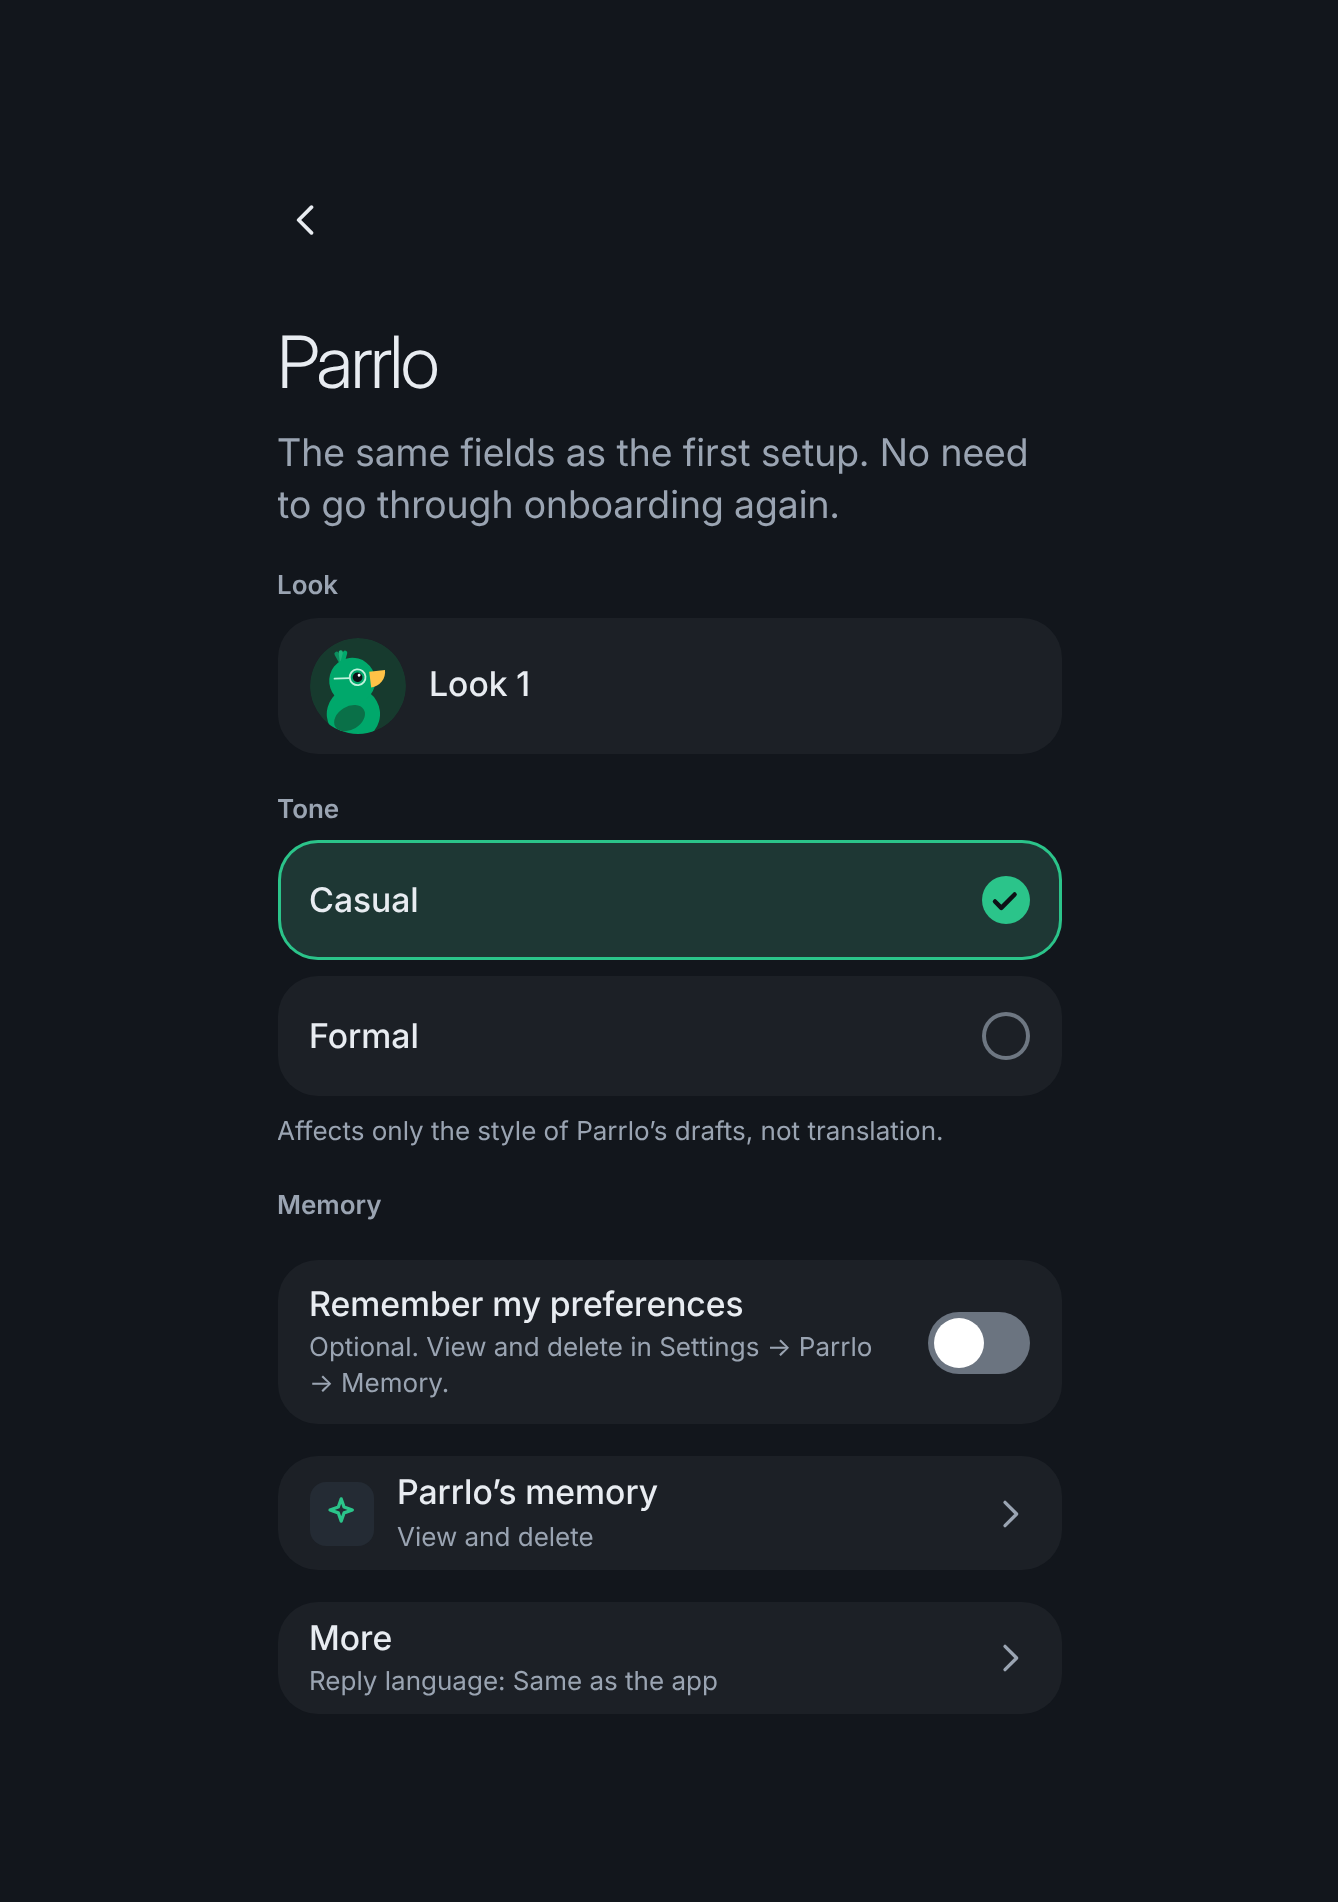 Parrlo
The same fields as the first setup. No need
to go through onboarding again.
Look
Look 1
Tone
Casual
Formal
Affects only the style of Parrlo’s drafts, not translation.
Memory
Remember my preferences
Optional. View and delete in Settings → Parrlo
→ Memory.
Parrlo’s memory
View and delete
More
Reply language: Same as the app